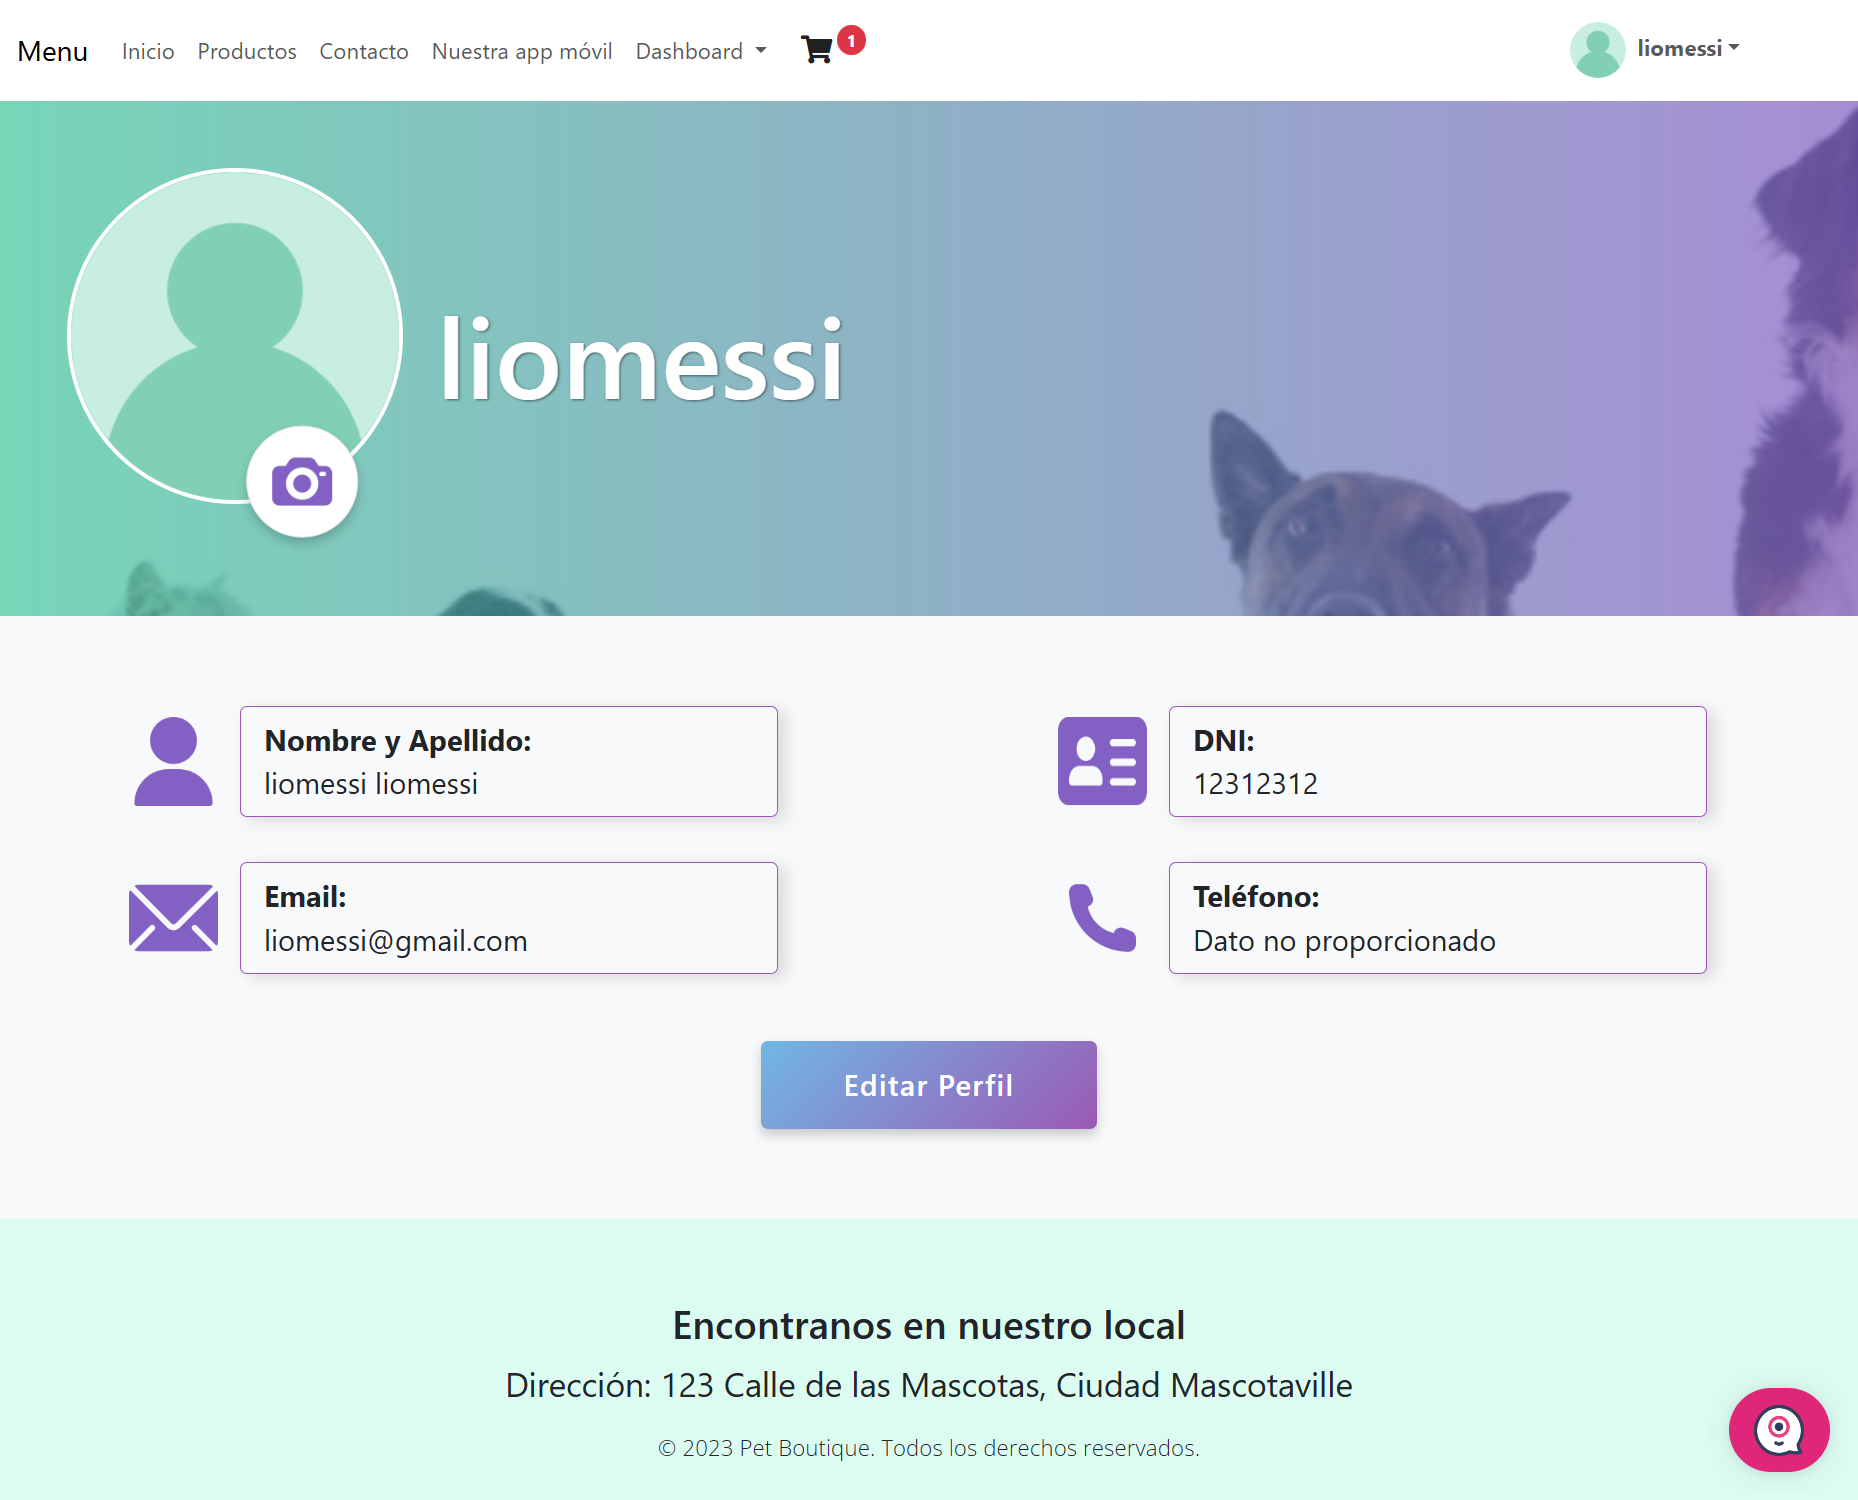 Menu Inicio Productos Contacto Nuestra app móvil Dashboard 1 liomessi
liomessi
Nombre y Apellido:
liomessi liomessi
DNI:
12312312
Email:
liomessi@gmail.com
Teléfono:
Dato no proporcionado
Editar Perfil
Encontranos en nuestro local
Dirección: 123 Calle de las Mascotas, Ciudad Mascotaville
© 2023 Pet Boutique. Todos los derechos reservados.